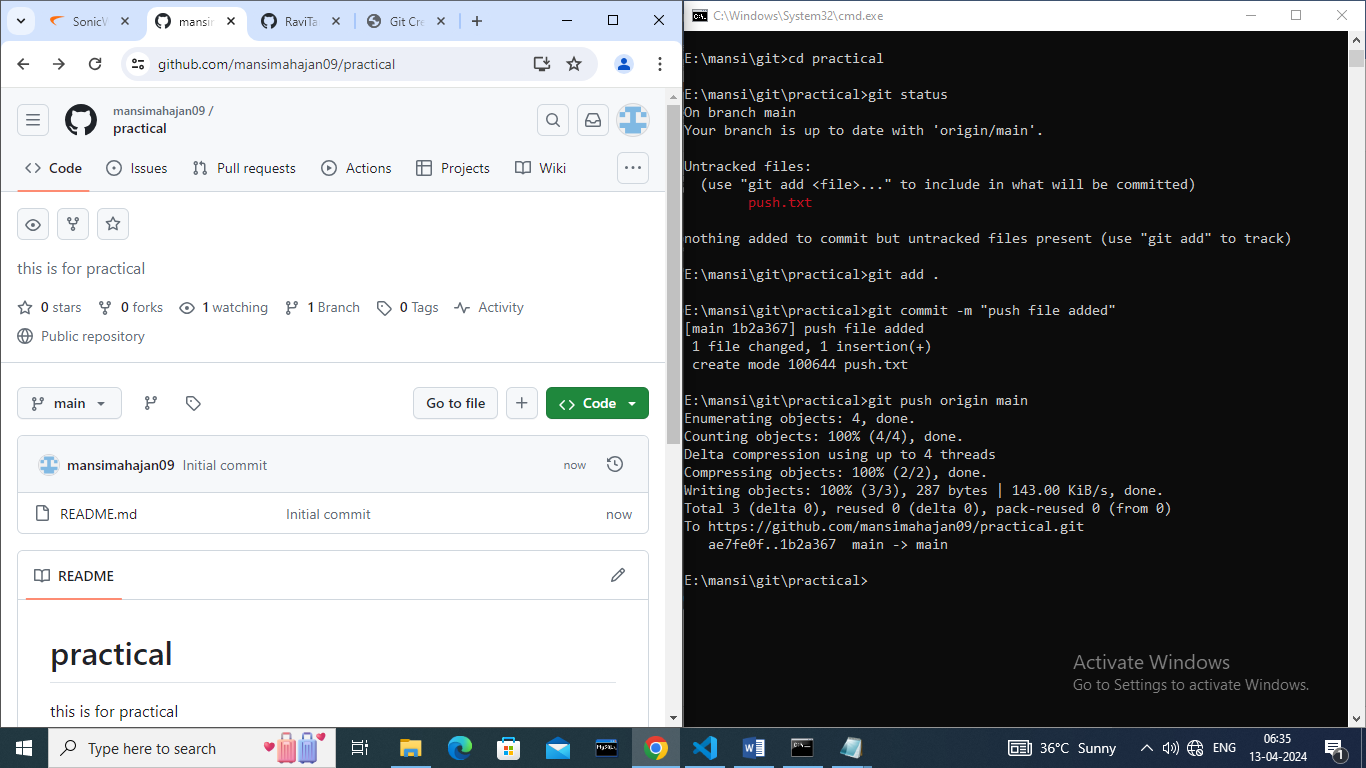 SonicW
mansim
RaviTa
Git Cre
github.com/mansimahajan09/practical
mansimahajan09 /
practical
Code Issues Pull requests Actions Projects Wiki
this is for practical
0 stars 0 forks 1 watching 1 Branch 0 Tags Activity
Public repository
main Go to file Code
mansimahajan09 Initial commit now
README.md Initial commit now
README
practical
this is for practical
C:\Windows\System32\cmd.exe
E:\mansi\git>cd practical
E:\mansi\git\practical>git status
On branch main
Your branch is up to date with 'origin/main'.
Untracked files:
(use "git add <file>..." to include in what will be committed)
push.txt
nothing added to commit but untracked files present (use "git add" to track)
E:\mansi\git\practical>git add .
E:\mansi\git\practical>git commit -m "push file added"
[main 1b2a367] push file added
1 file changed, 1 insertion(+)
create mode 100644 push.txt
E:\mansi\git\practical>git push origin main
Enumerating objects: 4, done.
Counting objects: 100% (4/4), done.
Delta compression using up to 4 threads
Compressing objects: 100% (2/2), done.
Writing objects: 100% (3/3), 287 bytes | 143.00 KiB/s, done.
Total 3 (delta 0), reused 0 (delta 0), pack-reused 0 (from 0)
To https://github.com/mansimahajan09/practical.git
ae7fe0f..1b2a367  main -> main
E:\mansi\git\practical>
Activate Windows
Go to Settings to activate Windows.
Type here to search
MySQL
36°C Sunny
ENG
06:35
13-04-2024
1